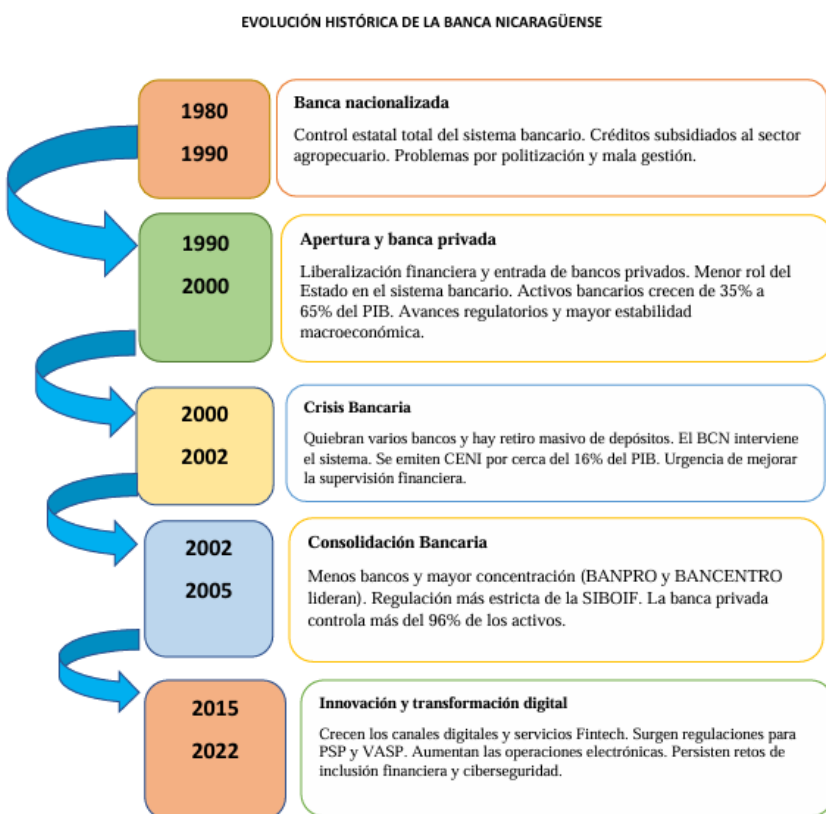 EVOLUCIÓN HISTÓRICA DE LA BANCA NICARAGÜENSE
1980
1990
Banca nacionalizada
Control estatal total del sistema bancario. Créditos subsidiados al sector
agropecuario. Problemas por politización y mala gestión.
1990
2000
Apertura y banca privada
Liberalización financiera y entrada de bancos privados. Menor rol del
Estado en el sistema bancario. Activos bancarios crecen de 35% a
65% del PIB. Avances regulatorios y mayor estabilidad
macroeconómica.
2000
2002
Crisis Bancaria
Quiebran varios bancos y hay retiro masivo de depósitos. El BCN interviene
el sistema. Se emiten CENI por cerca del 16% del PIB. Urgencia de mejorar
la supervisión financiera.
2002
2005
Consolidación Bancaria
Menos bancos y mayor concentración (BANPRO y BANCENTRO
lideran). Regulación más estricta de la SIBOIF. La banca privada
controla más del 96% de los activos.
2015
2022
Innovación y transformación digital
Crecen los canales digitales y servicios Fintech. Surgen regulaciones para
PSP y VASP. Aumentan las operaciones electrónicas. Persisten retos de
inclusión financiera y ciberseguridad.